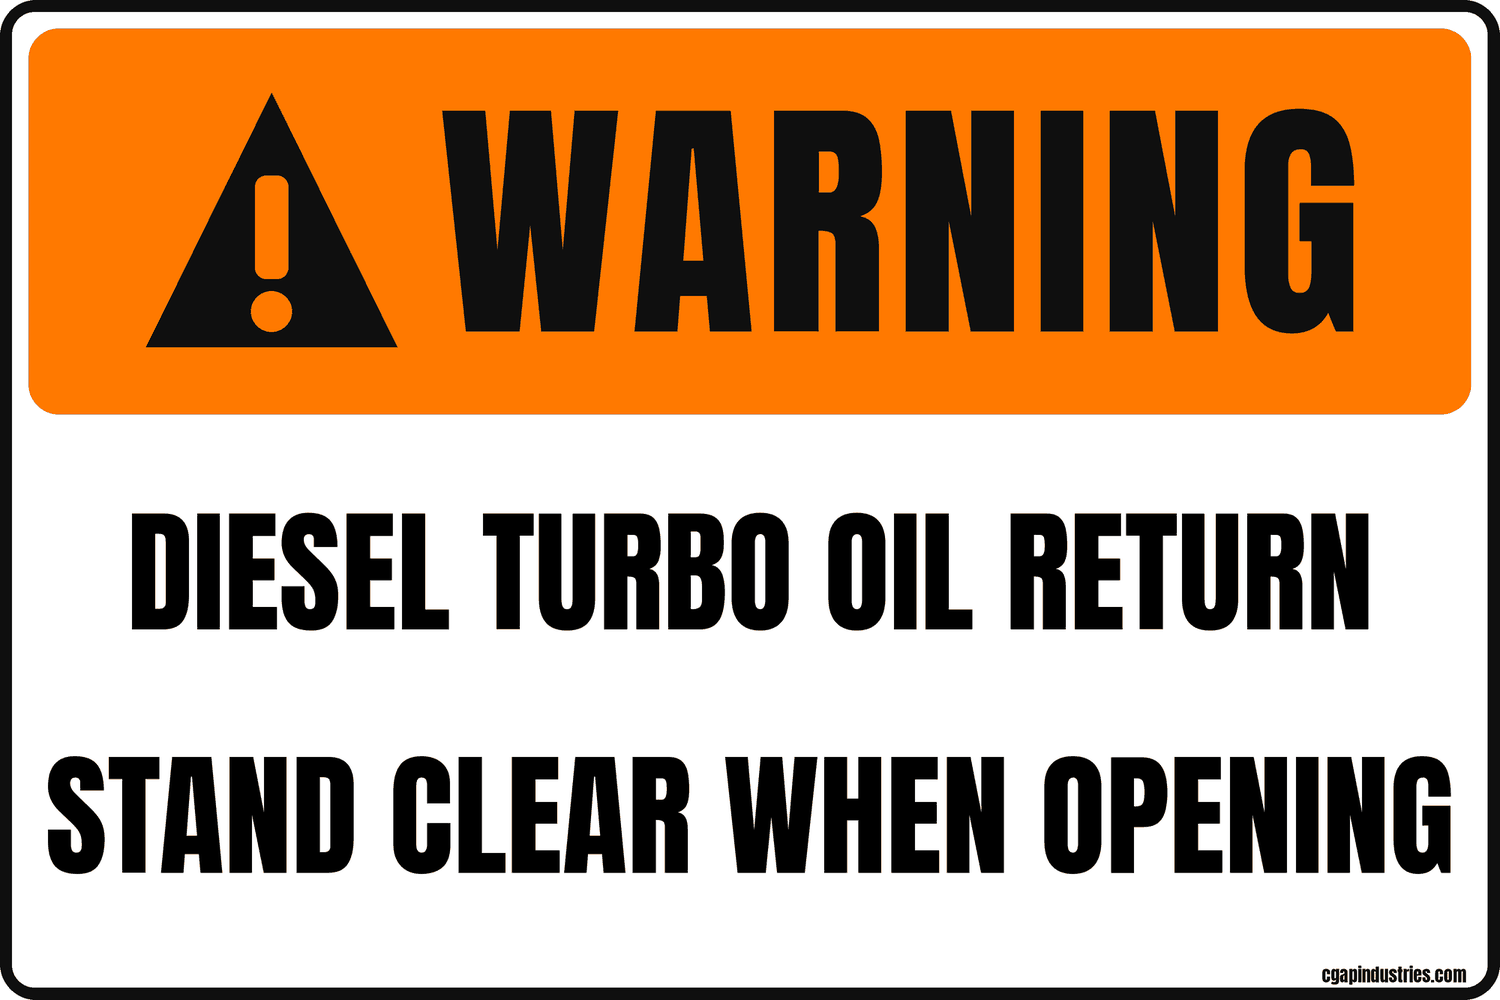 WARNING
DIESEL TURBO OIL RETURN
STAND CLEAR WHEN OPENING
cgapindustries.com